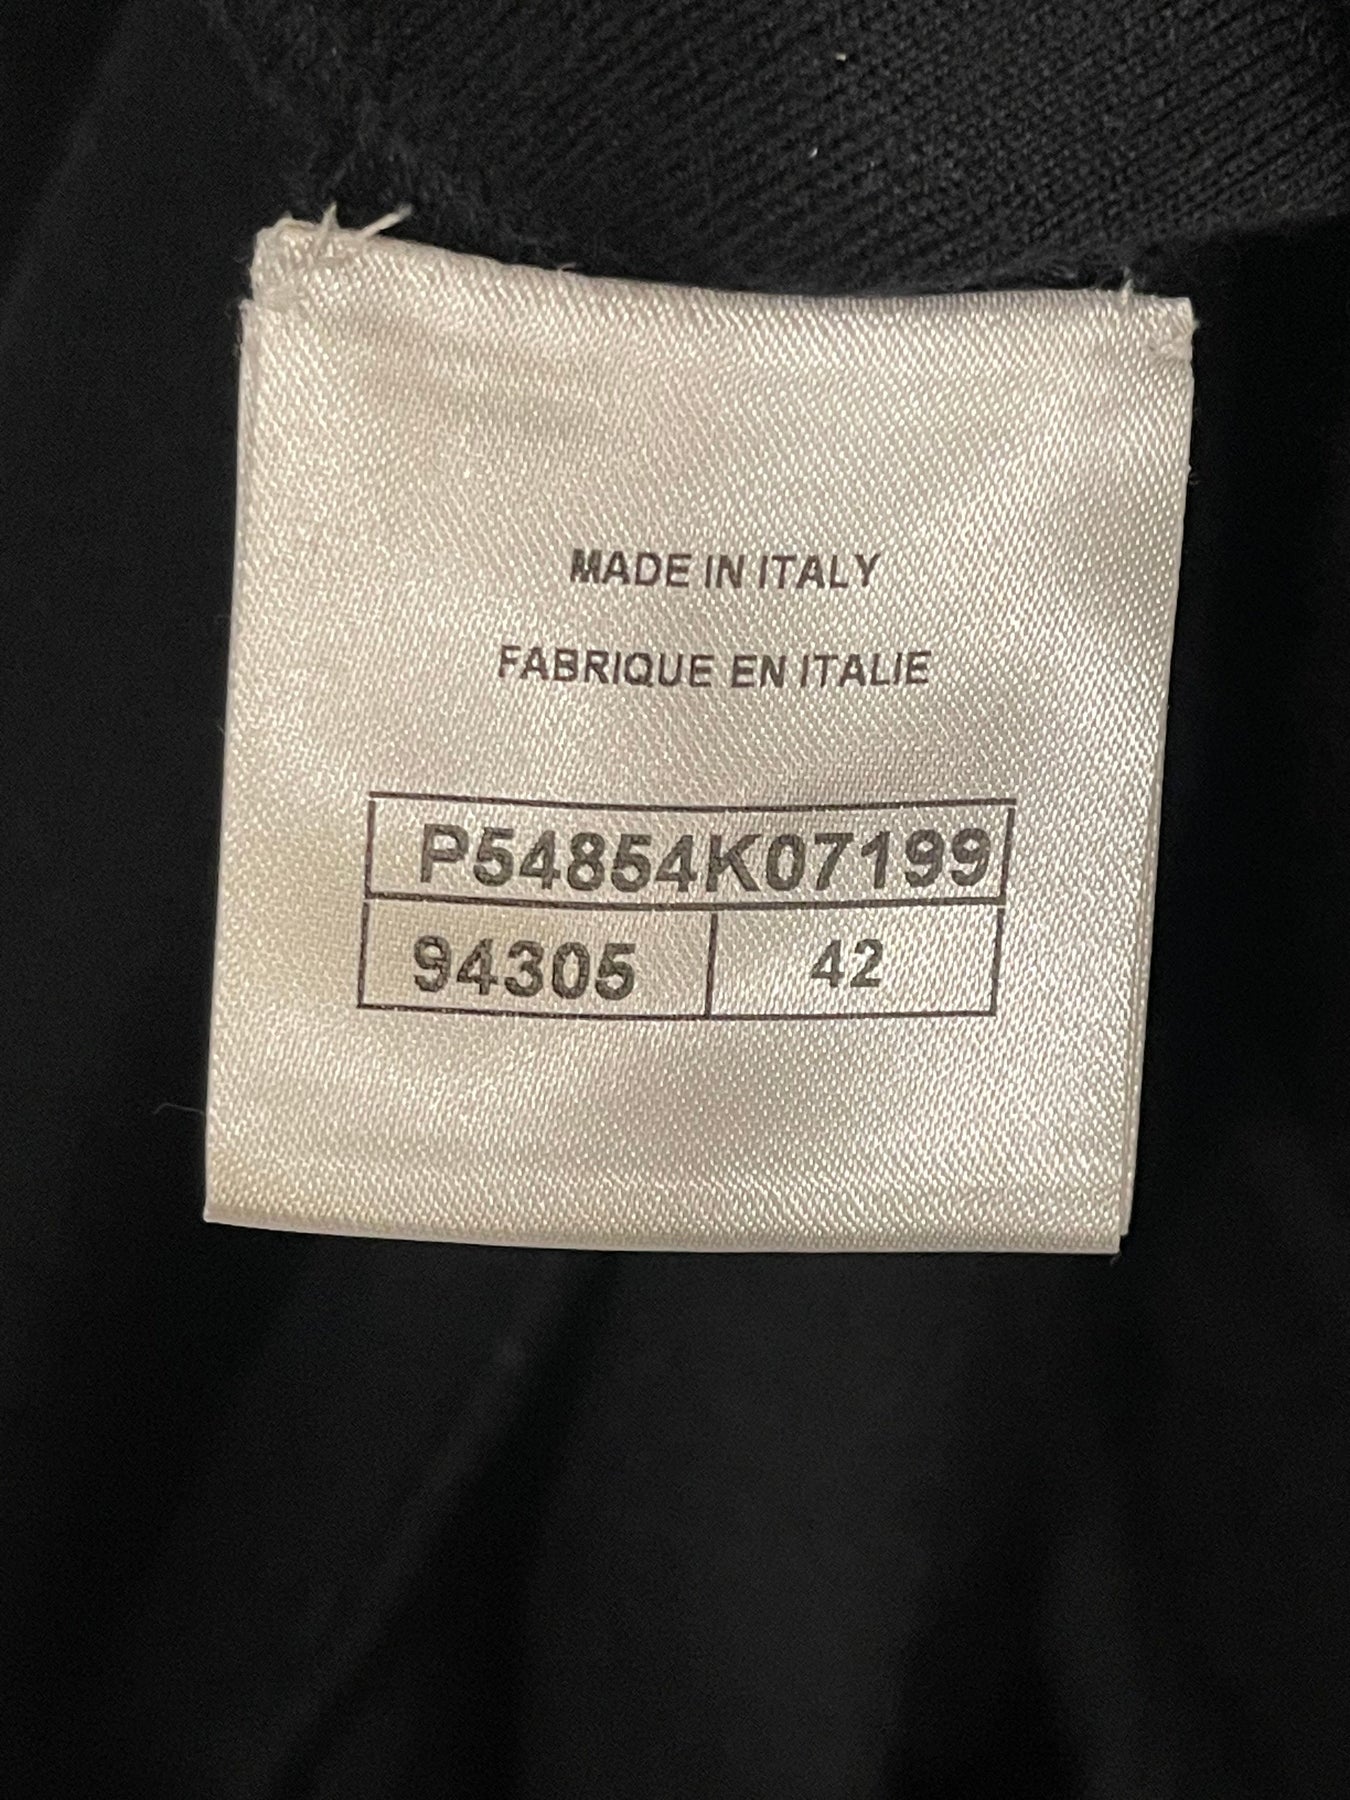 MADE IN ITALY
FABRIQUE EN ITALIE
P54854K07199
94305 42